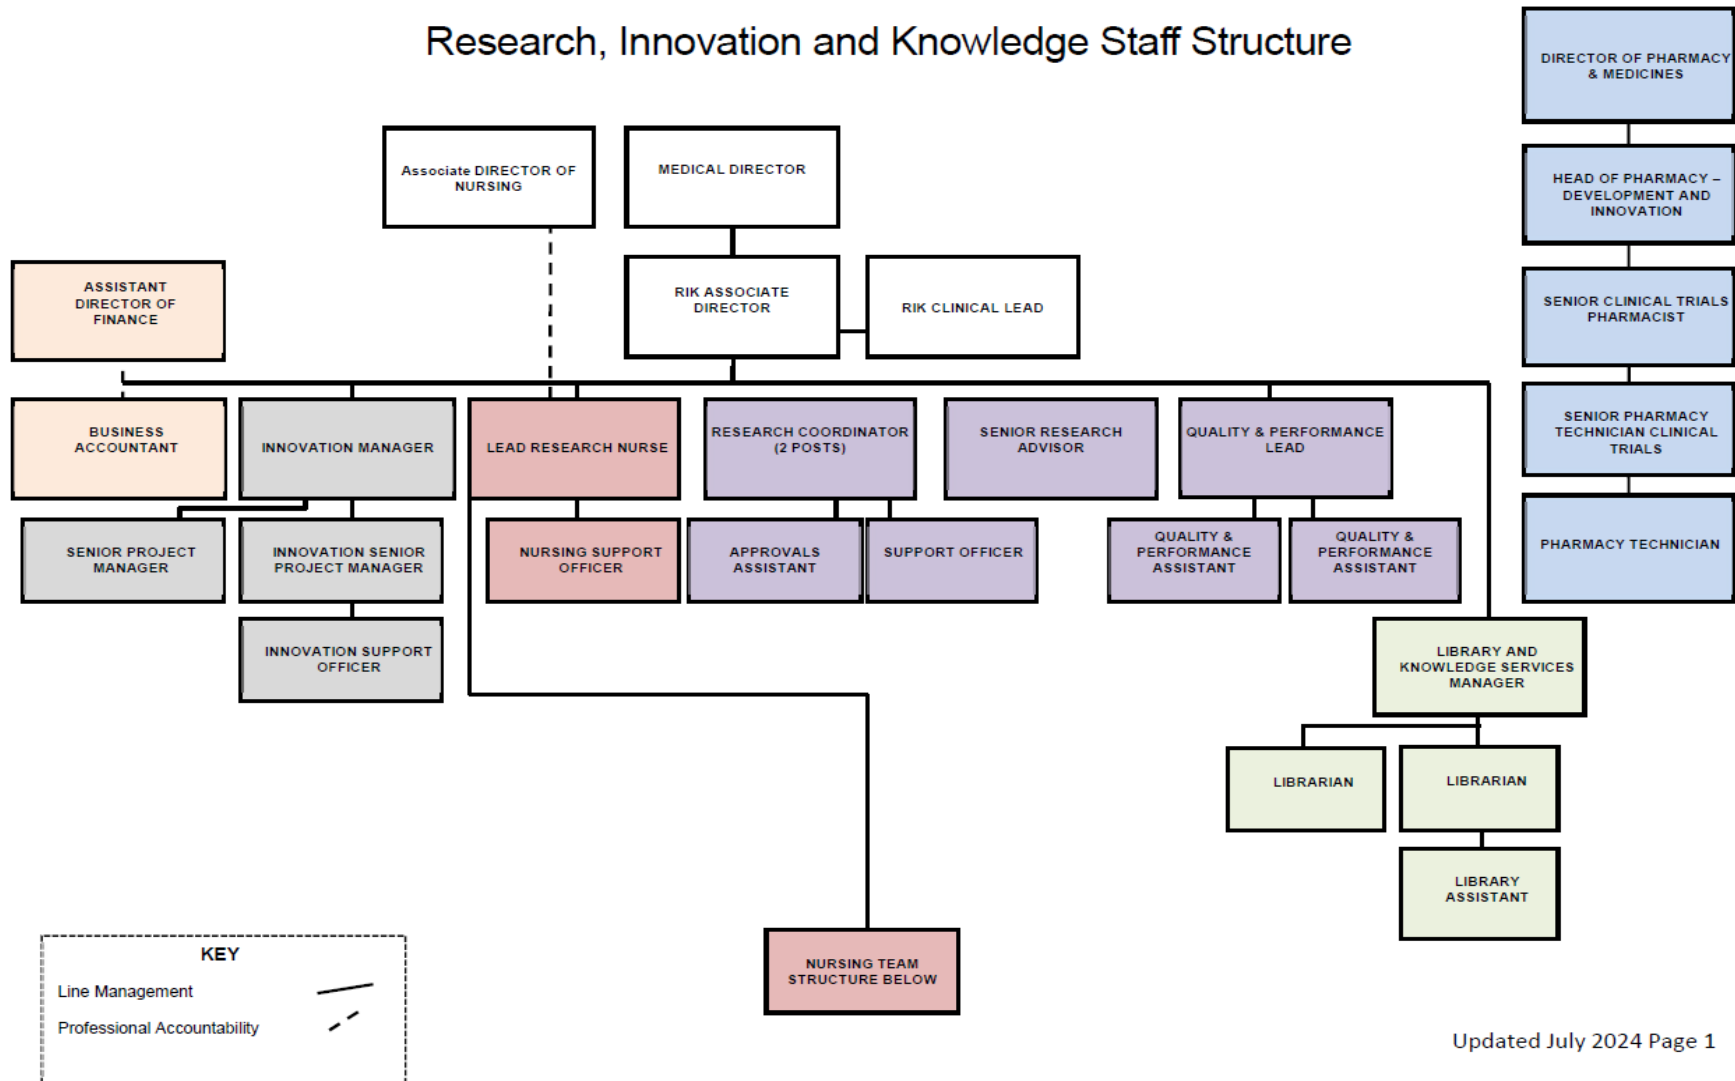 Research, Innovation and Knowledge Staff Structure
DIRECTOR OF PHARMACY
& MEDICINES
Associate DIRECTOR OF
NURSING
MEDICAL DIRECTOR
HEAD OF PHARMACY –
DEVELOPMENT AND
INNOVATION
ASSISTANT
DIRECTOR OF
FINANCE
RIK ASSOCIATE
DIRECTOR
RIK CLINICAL LEAD
SENIOR CLINICAL TRIALS
PHARMACIST
BUSINESS
ACCOUNTANT
INNOVATION MANAGER
LEAD RESEARCH NURSE
RESEARCH COORDINATOR
(2 POSTS)
SENIOR RESEARCH
ADVISOR
QUALITY & PERFORMANCE
LEAD
SENIOR PHARMACY
TECHNICIAN CLINICAL
TRIALS
SENIOR PROJECT
MANAGER
INNOVATION SENIOR
PROJECT MANAGER
NURSING SUPPORT
OFFICER
APPROVALS
ASSISTANT
SUPPORT OFFICER
QUALITY &
PERFORMANCE
ASSISTANT
QUALITY &
PERFORMANCE
ASSISTANT
PHARMACY TECHNICIAN
INNOVATION SUPPORT
OFFICER
LIBRARY AND
KNOWLEDGE SERVICES
MANAGER
LIBRARIAN
LIBRARIAN
LIBRARY
ASSISTANT
NURSING TEAM
STRUCTURE BELOW
KEY
Line Management
Professional Accountability
Updated July 2024 Page 1